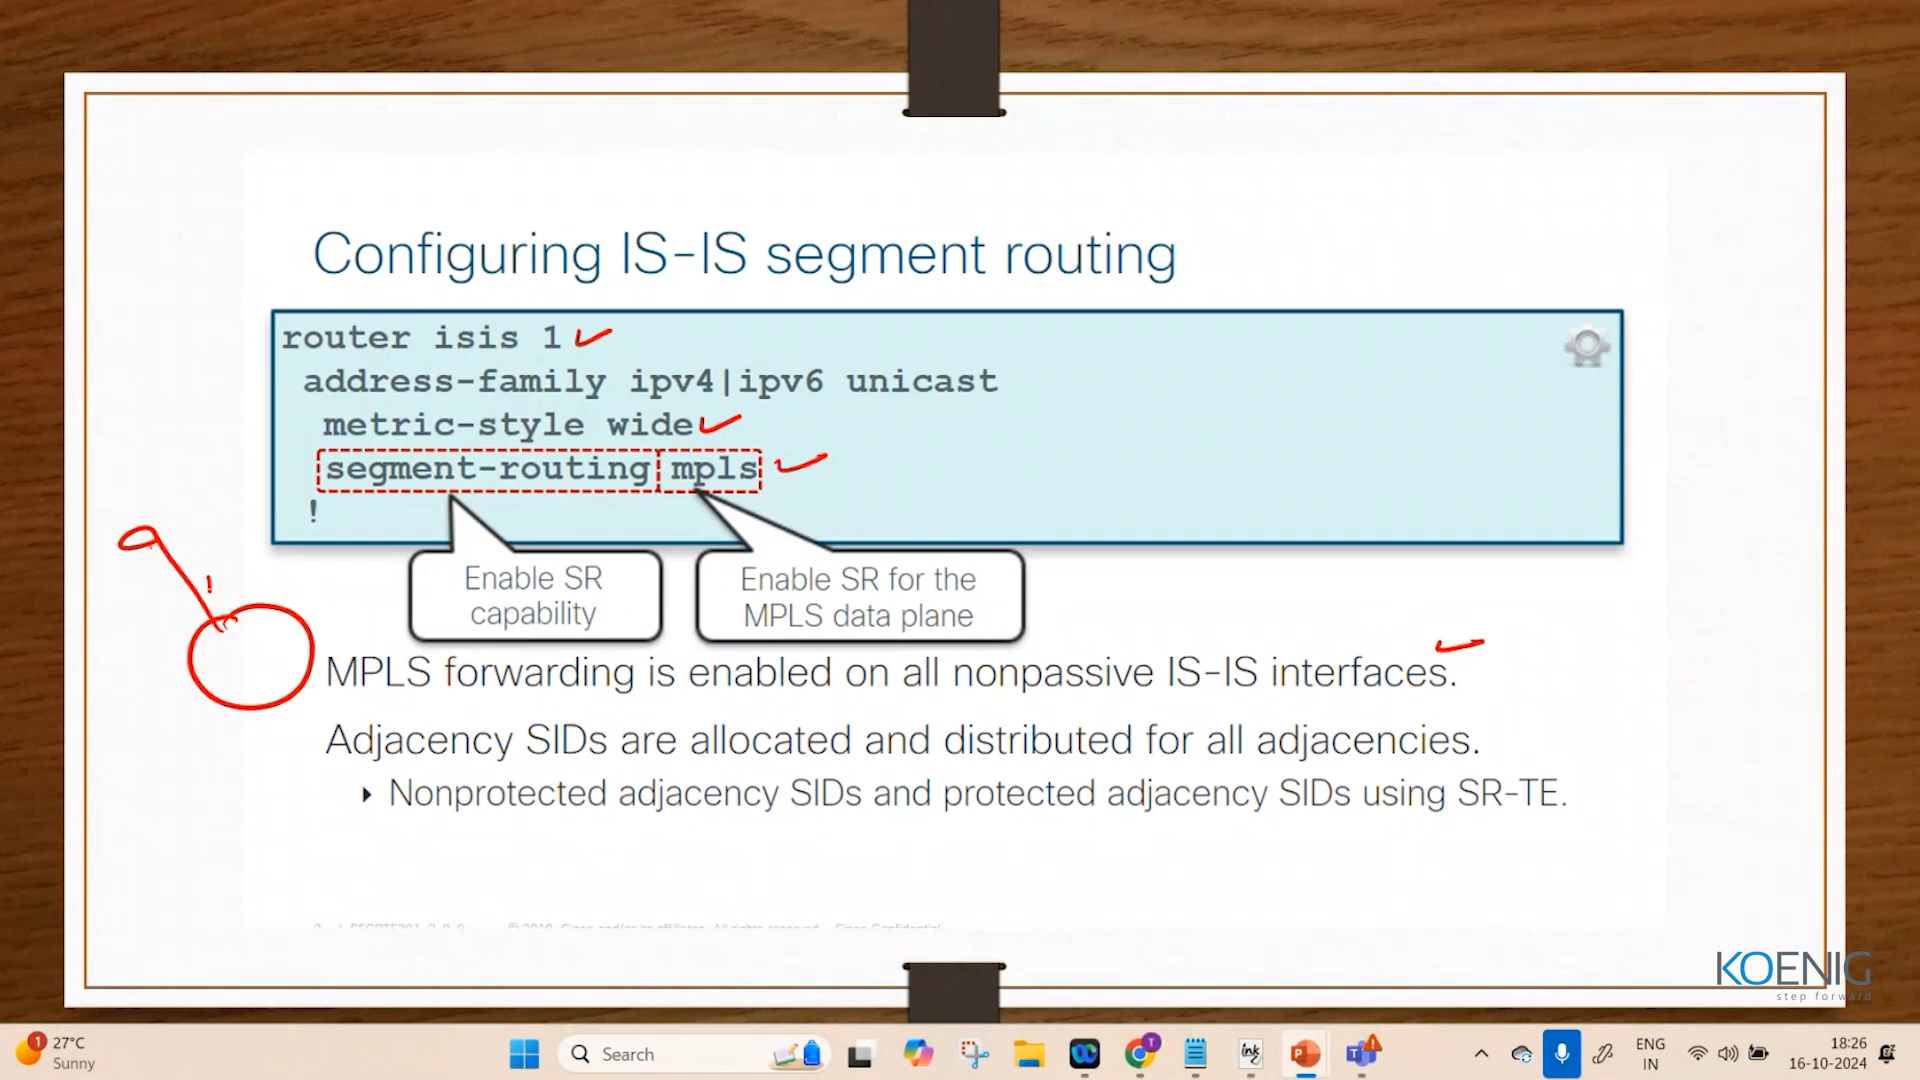 Configuring IS-IS segment routing
router isis 1
address-family ipv4|ipv6 unicast
metric-style wide
segment-routing mpls
!
Enable SR
capability
Enable SR for the
MPLS data plane
MPLS forwarding is enabled on all nonpassive IS-IS interfaces.
Adjacency SIDs are allocated and distributed for all adjacencies.
Nonprotected adjacency SIDs and protected adjacency SIDs using SR-TE.
KOENIG
step forward
1
27°C
Sunny
Search
ENG
IN
18:26
16-10-2024